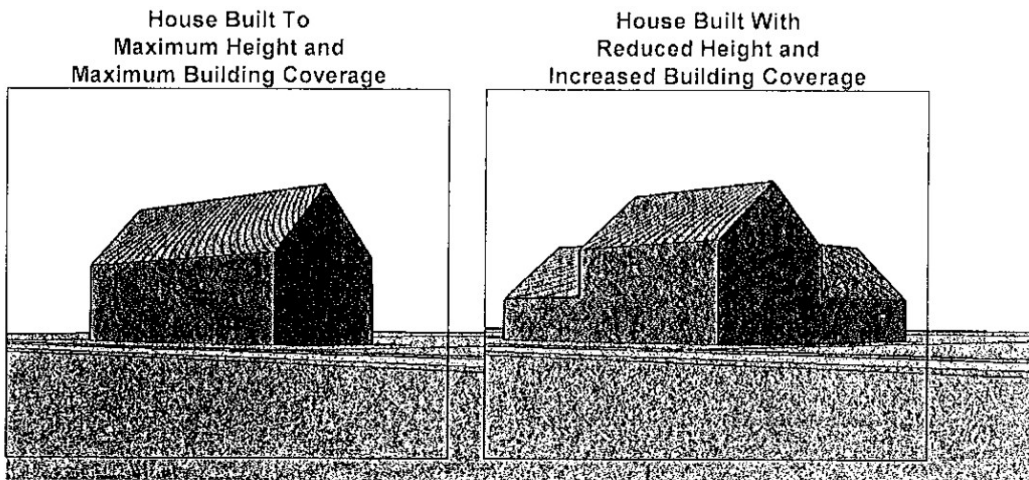 House Built To
Maximum Height and
Maximum Building Coverage
House Built With
Reduced Height and
Increased Building Coverage